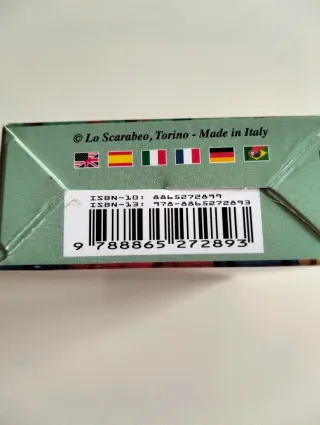 © Lo Scarabeo, Torino - Made in Italy
ISBN-10: 8865272899
ISBN-13: 978-8865272893
9 788865 272893